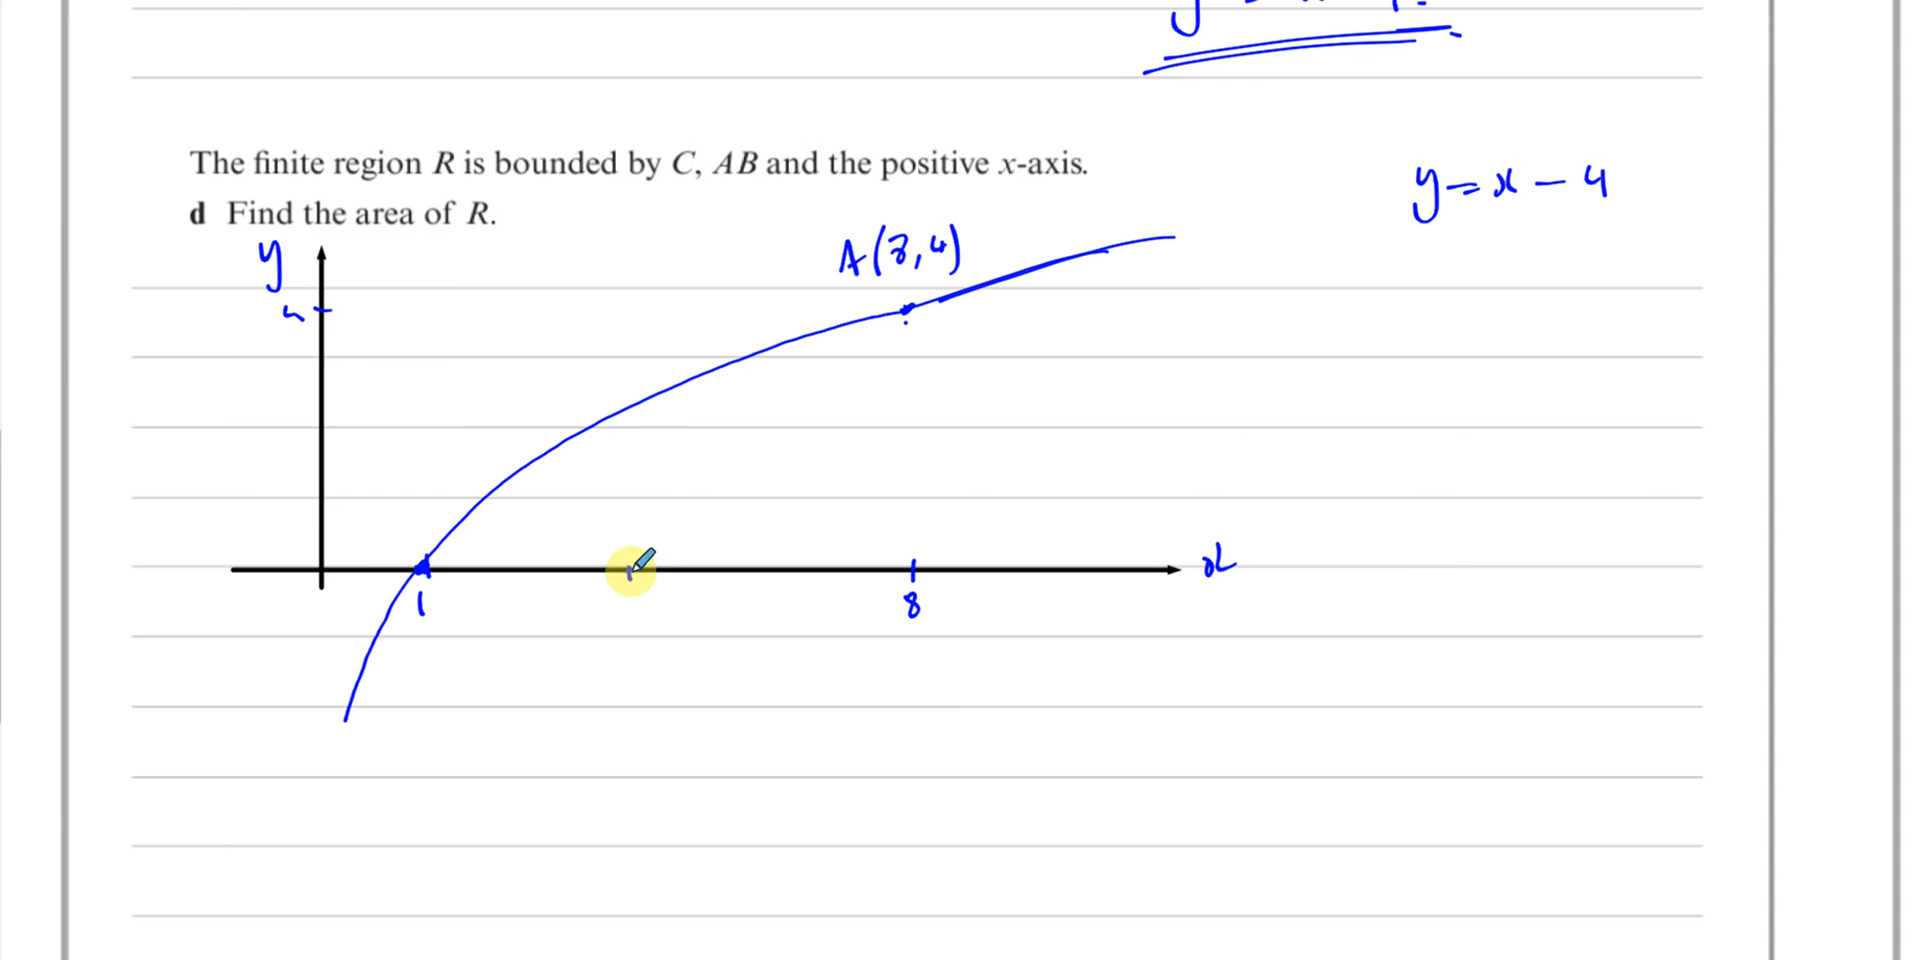 The finite region R is bounded by C, AB and the positive x-axis.
y = x - 4
d Find the area of R.
A(8,4)
y
4
x
1
8